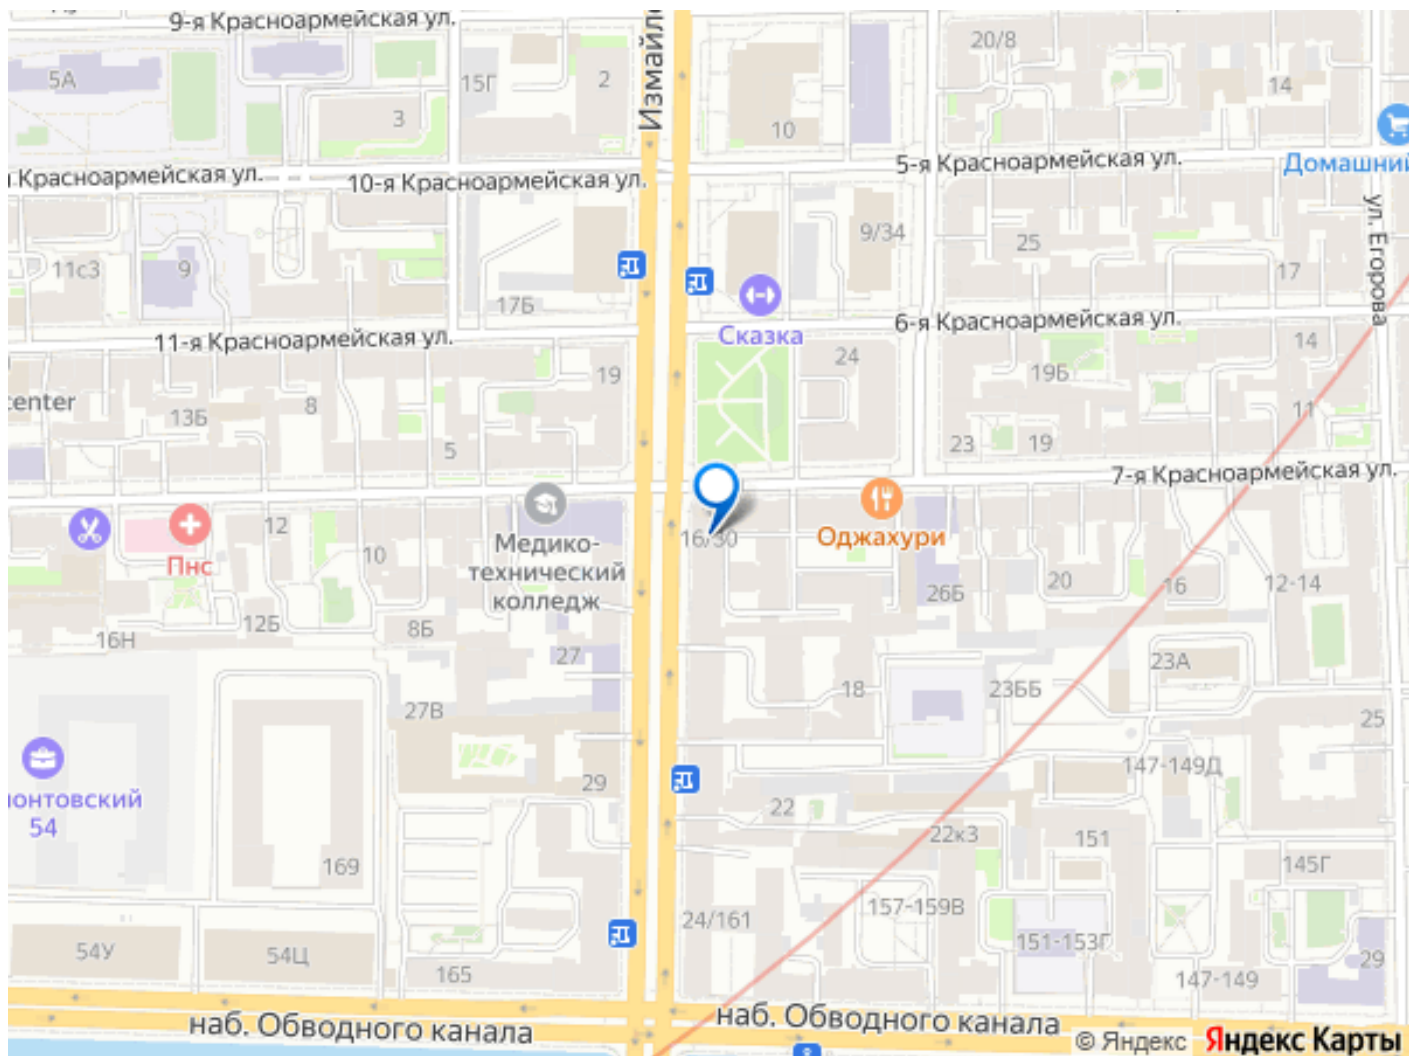 9-я Красноармейская ул.
Измайло
20/8
5А
15Г
2
14
3
10
5-я Красноармейская ул.
Домашний
Красноармейская ул.
10-я Красноармейская ул.
ул. Егорова
9/34
25
11с3
9
17
17Б
6-я Красноармейская ул.
Сказка
11-я Красноармейская ул.
14
24
19
19Б
center
13Б
8
11
5
23
19
7-я Красноармейская ул.
12
16/30
Оджахури
Медико-
технический
колледж
Пнс
10
20
16
12-14
26Б
12Б
8Б
16Н
27
23А
18
23ББ
27В
25
147-149Д
29
онтовский
54
22
22к3
151
169
145Г
157-159В
24/161
151-153Г
54У
54Ц
165
147-149
29
наб. Обводного канала
наб. Обводного канала
© Яндекс Яндекс Карты